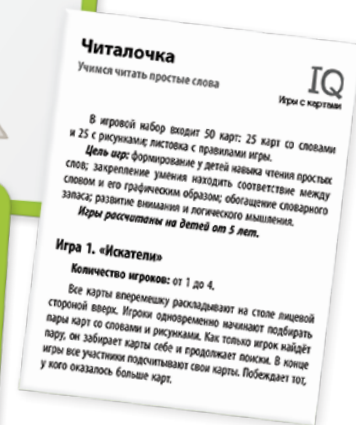 Читалочка
Учимся читать простые слова
IQ
Игры с картами
В игровой набор входит 50 карт: 25 карт со словами
и 25 с рисунками; листовка с правилами игры.
Цель игр: формирование у детей навыка чтения простых
слов; закрепление умения находить соответствие между
словом и его графическим образом; обогащение словарного
запаса; развитие внимания и логического мышления.
Игры рассчитаны на детей от 5 лет.
Игра 1. «Искатели»
Количество игроков: от 1 до 4.
Все карты вперемешку раскладывают на столе лицевой
стороной вверх. Игроки одновременно начинают подбирать
пары карт со словами и рисунками. Как только игрок найдёт
пару, он забирает карты себе и продолжает поиски. В конце
игры все участники подсчитывают свои карты. Побеждает тот,
у кого оказалось больше карт.